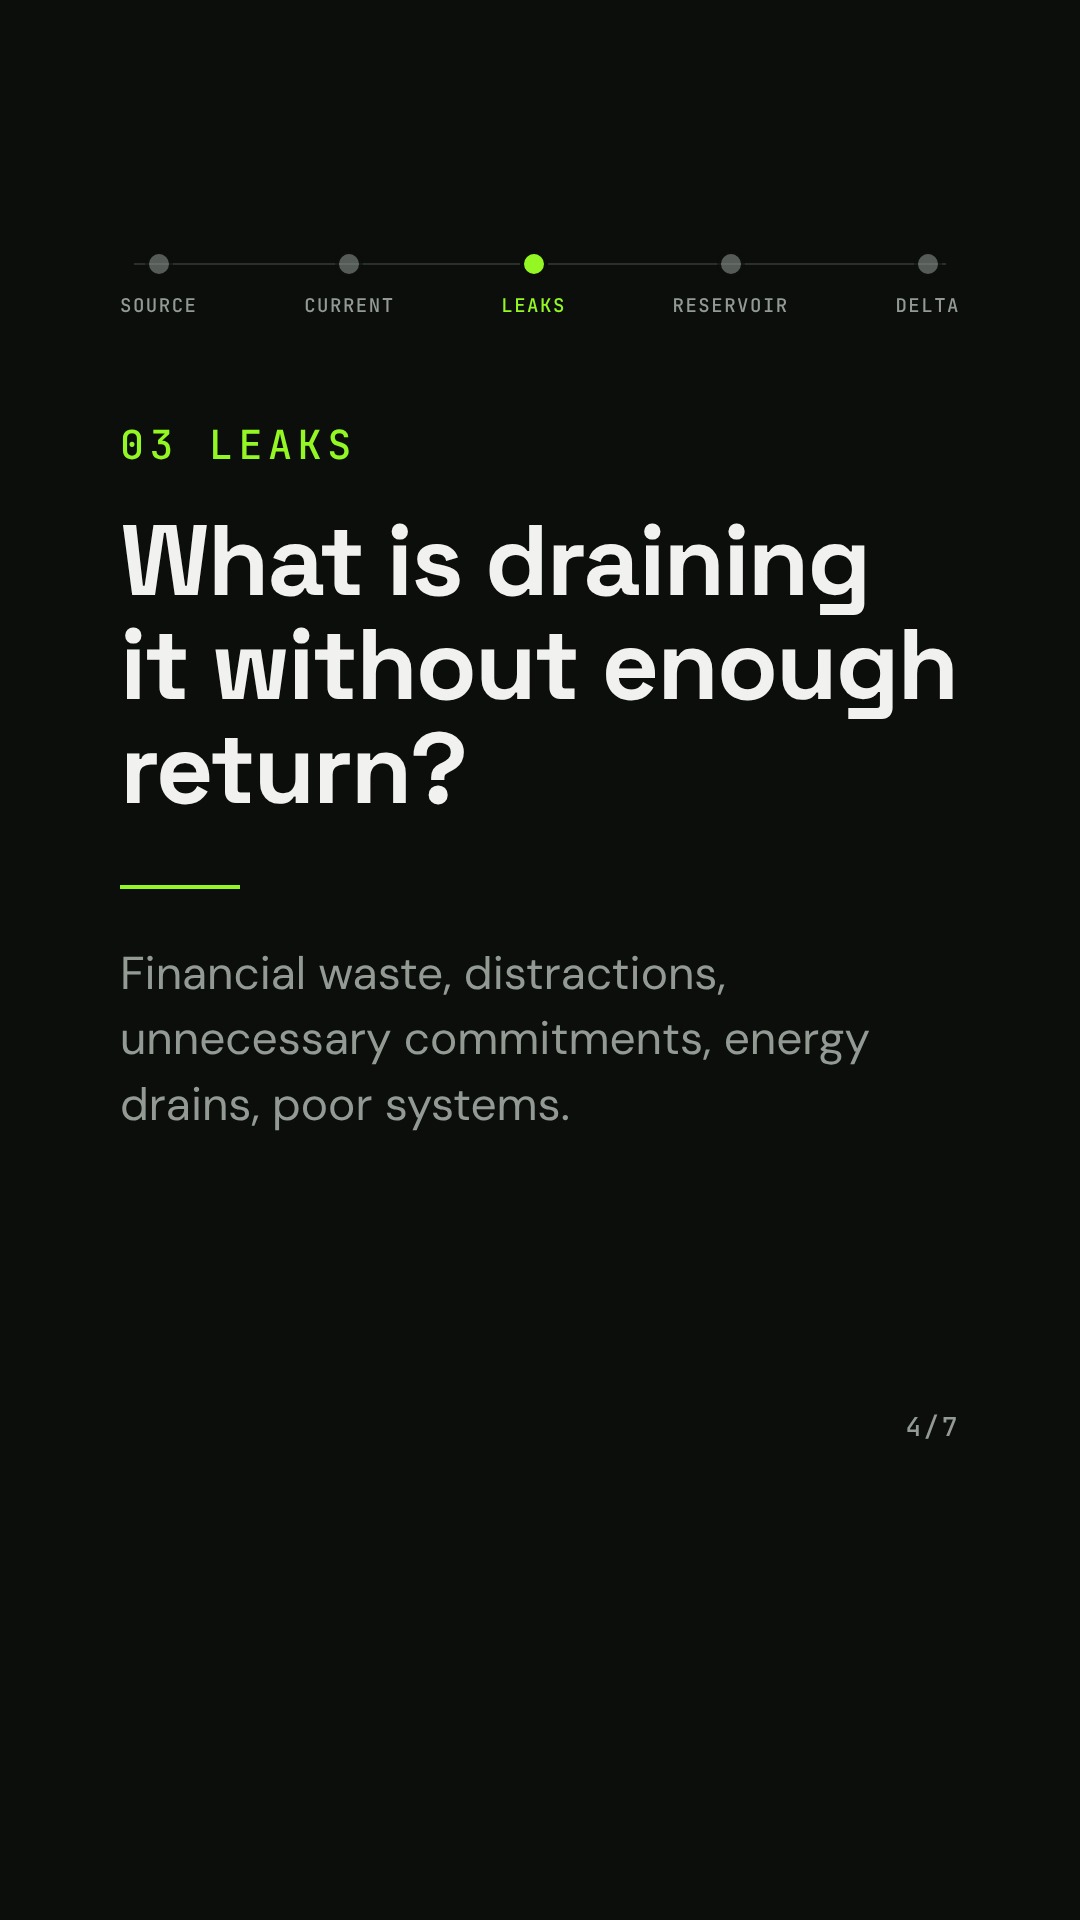 SOURCE CURRENT LEAKS RESERVOIR DELTA
03 LEAKS
What is draining
it without enough
return?
Financial waste, distractions,
unnecessary commitments, energy
drains, poor systems.
4/7